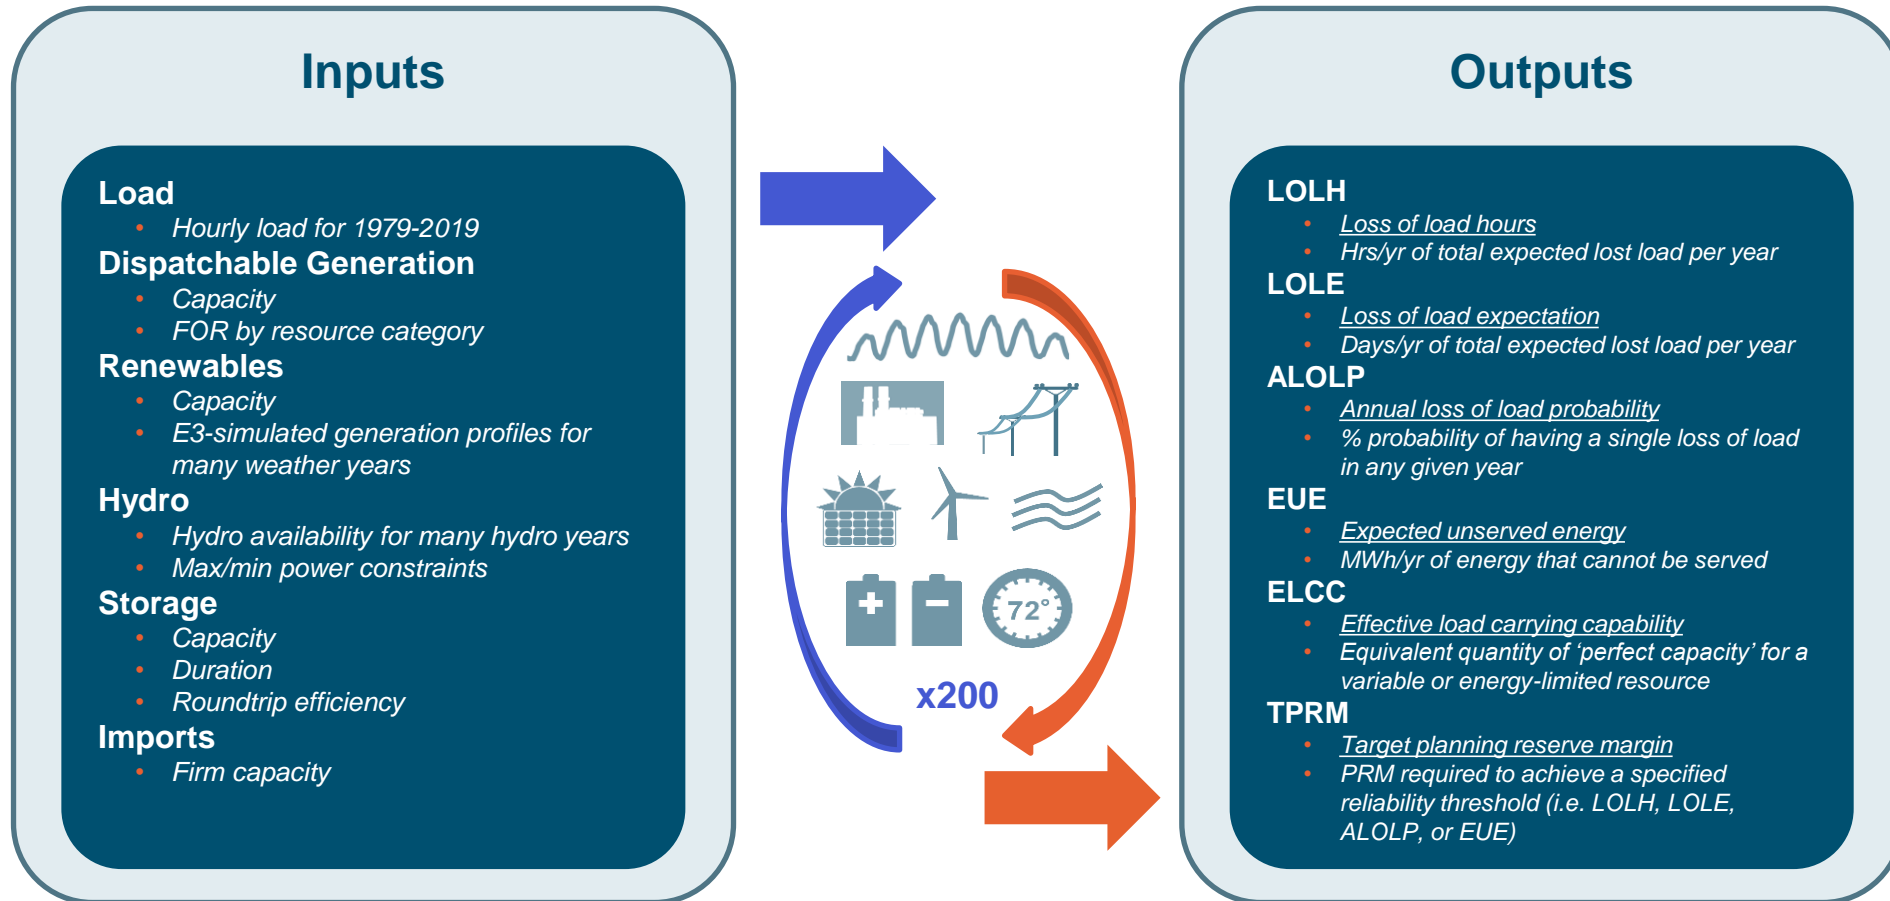 Inputs
Load
• Hourly load for 1979-2019
Dispatchable Generation
• Capacity
• FOR by resource category
Renewables
• Capacity
• E3-simulated generation profiles for
many weather years
Hydro
• Hydro availability for many hydro years
• Max/min power constraints
Storage
• Capacity
• Duration
• Roundtrip efficiency
Imports
• Firm capacity
72°
x200
Outputs
LOLH
• Loss of load hours
• Hrs/yr of total expected lost load per year
LOLE
• Loss of load expectation
• Days/yr of total expected lost load per year
ALOLP
• Annual loss of load probability
• % probability of having a single loss of load
in any given year
EUE
• Expected unserved energy
• MWh/yr of energy that cannot be served
ELCC
• Effective load carrying capability
• Equivalent quantity of ‘perfect capacity’ for a
variable or energy-limited resource
TPRM
• Target planning reserve margin
• PRM required to achieve a specified
reliability threshold (i.e. LOLH, LOLE,
ALOLP, or EUE)